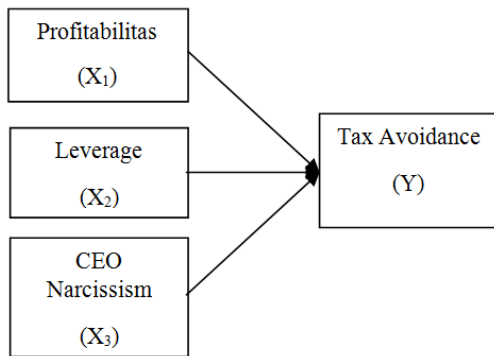 Profitabilitas
(X₁)
Leverage
(X₂)
CEO
Narcissism
(X₃)
Tax Avoidance
(Y)